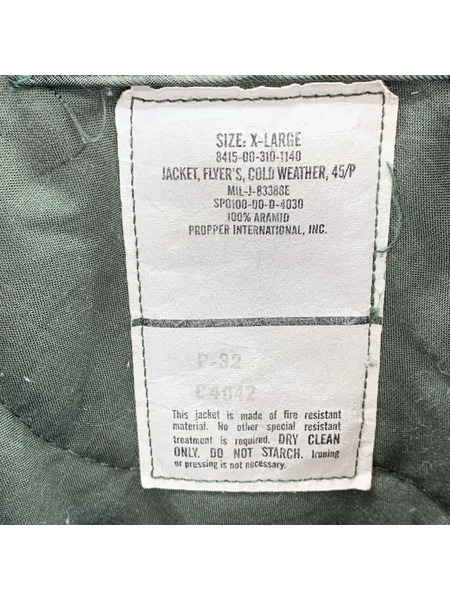 SIZE: X-LARGE
8415-00-310-1140
JACKET, FLYER'S, COLD WEATHER, 45/P
MIL-J-83388E
SP0100-00-D-4030
100% ARAMID
PROPPER INTERNATIONAL, INC.
P-92
C4042
This jacket is made of fire resistant
material. No other special resistant
treatment is required. DRY CLEAN
ONLY. DO NOT STARCH. Ironing
or pressing is not necessary.